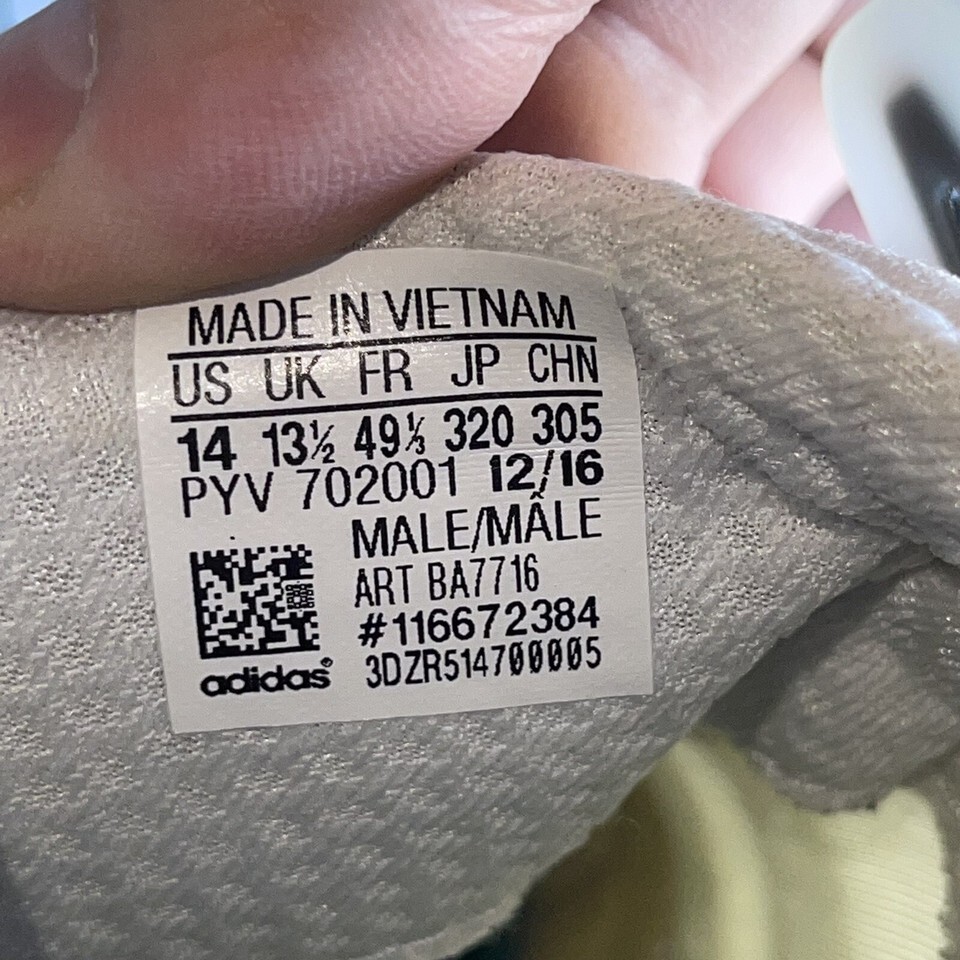 MADE IN VIETNAM
US UK FR JP CHN
14 13½ 49⅓ 320 305
PYV 702001 12/16
MALE/MÂLE
ART BA7716
#116672384
adidas® 3DZR514700005